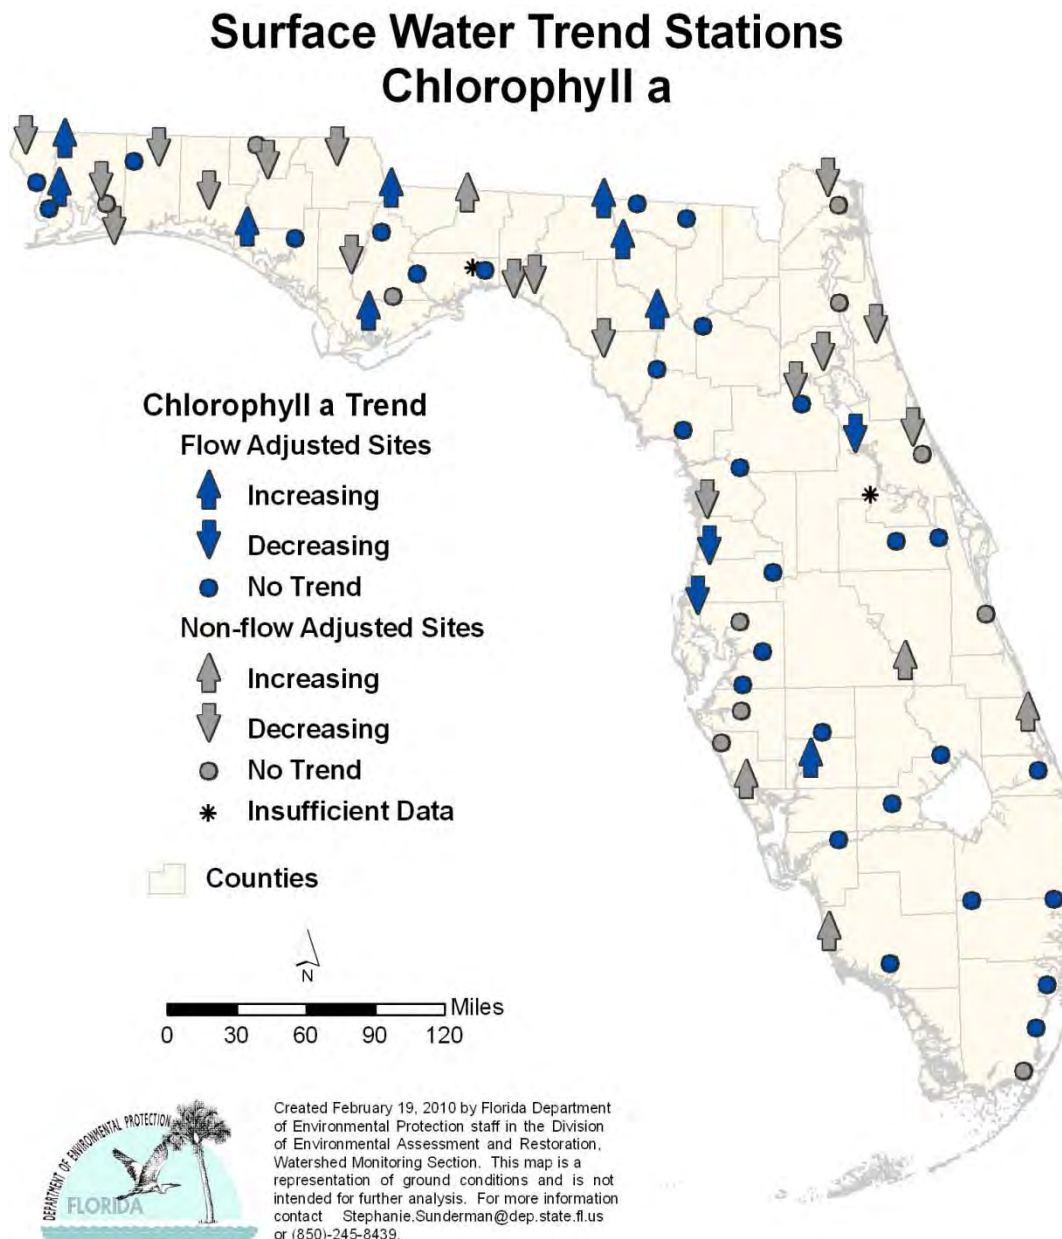 Surface Water Trend Stations
Chlorophyll a
Chlorophyll a Trend
Flow Adjusted Sites
Increasing
Decreasing
No Trend
Non-flow Adjusted Sites
Increasing
Decreasing
No Trend
Insufficient Data
Counties
N
Miles
0 30 60 90 120
DEPARTMENT OF ENVIRONMENTAL PROTECTION
FLORIDA
Created February 19, 2010 by Florida Department
of Environmental Protection staff in the Division
of Environmental Assessment and Restoration,
Watershed Monitoring Section. This map is a
representation of ground conditions and is not
intended for further analysis. For more information
contact Stephanie.Sunderman@dep.state.fl.us
or (850)-245-8439.